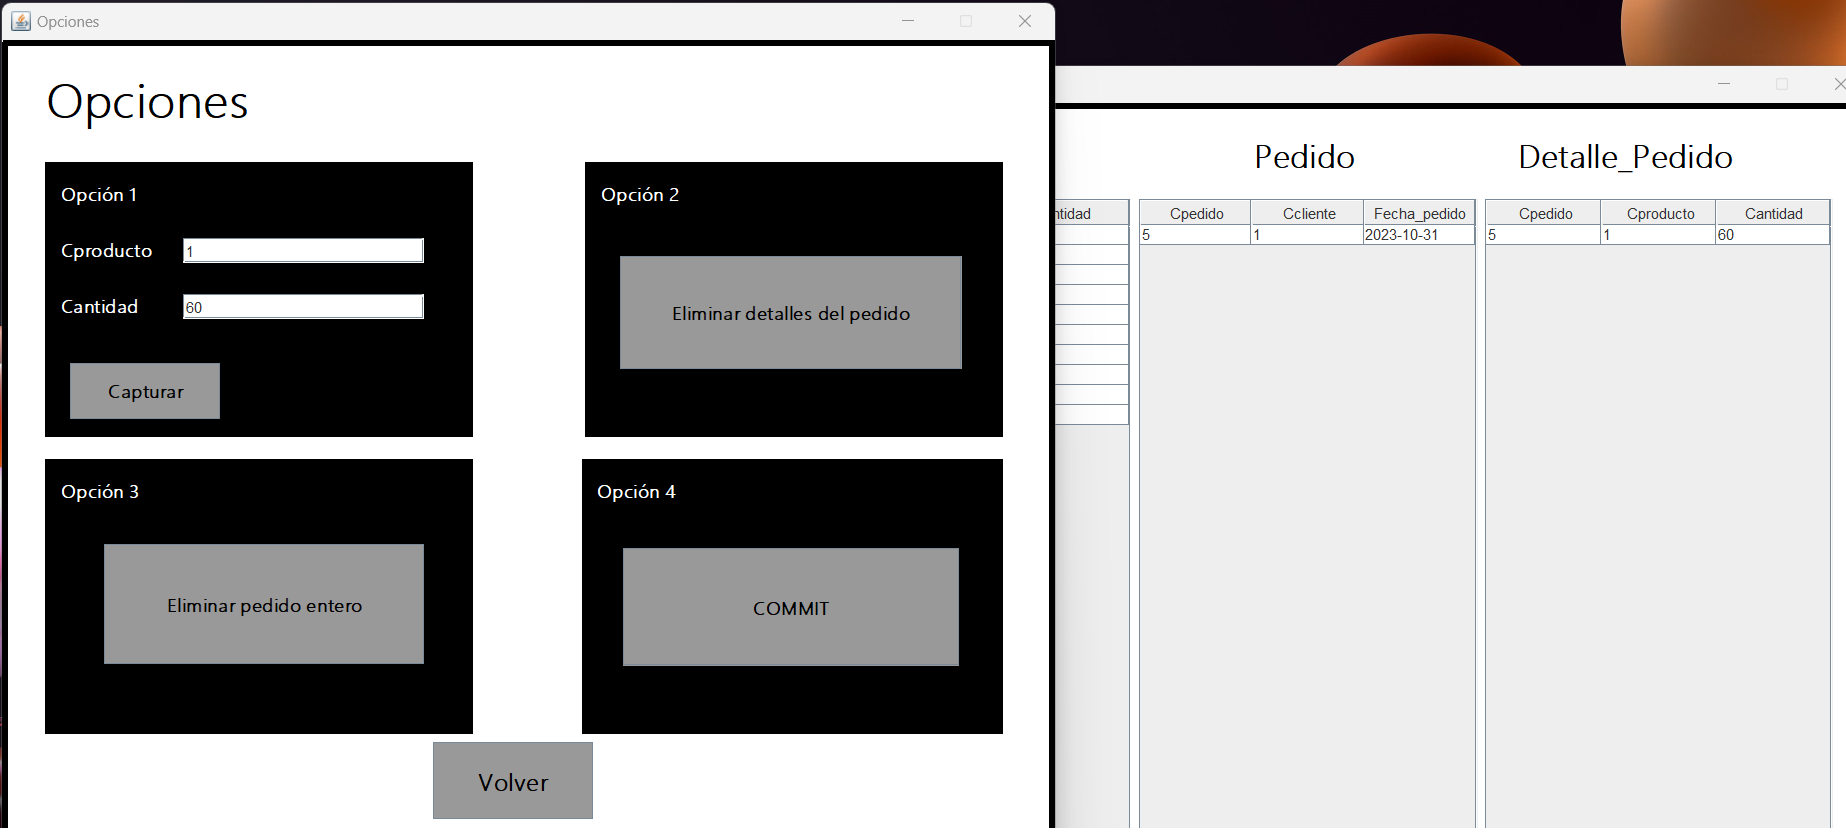 Opciones
Opciones
Opción 1
Cproducto
1
Cantidad
60
Capturar
Opción 2
Eliminar detalles del pedido
Opción 3
Eliminar pedido entero
Opción 4
COMMIT
Volver
ntidad
Pedido
Cpedido Ccliente Fecha_pedido
5 1 2023-10-31
Detalle_Pedido
Cpedido Cproducto Cantidad
5 1 60